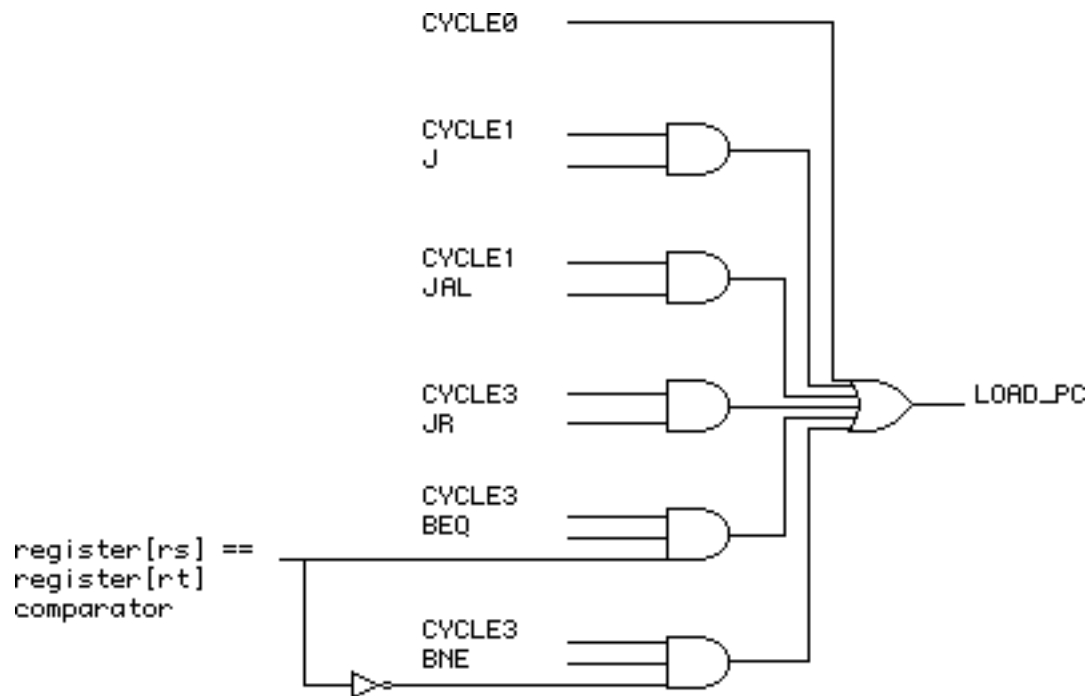 CYCLE0
CYCLE1
J
CYCLE1
JAL
CYCLE3
JR
LOAD_PC
CYCLE3
BEQ
register[rs] ==
register[rt]
comparator
CYCLE3
BNE